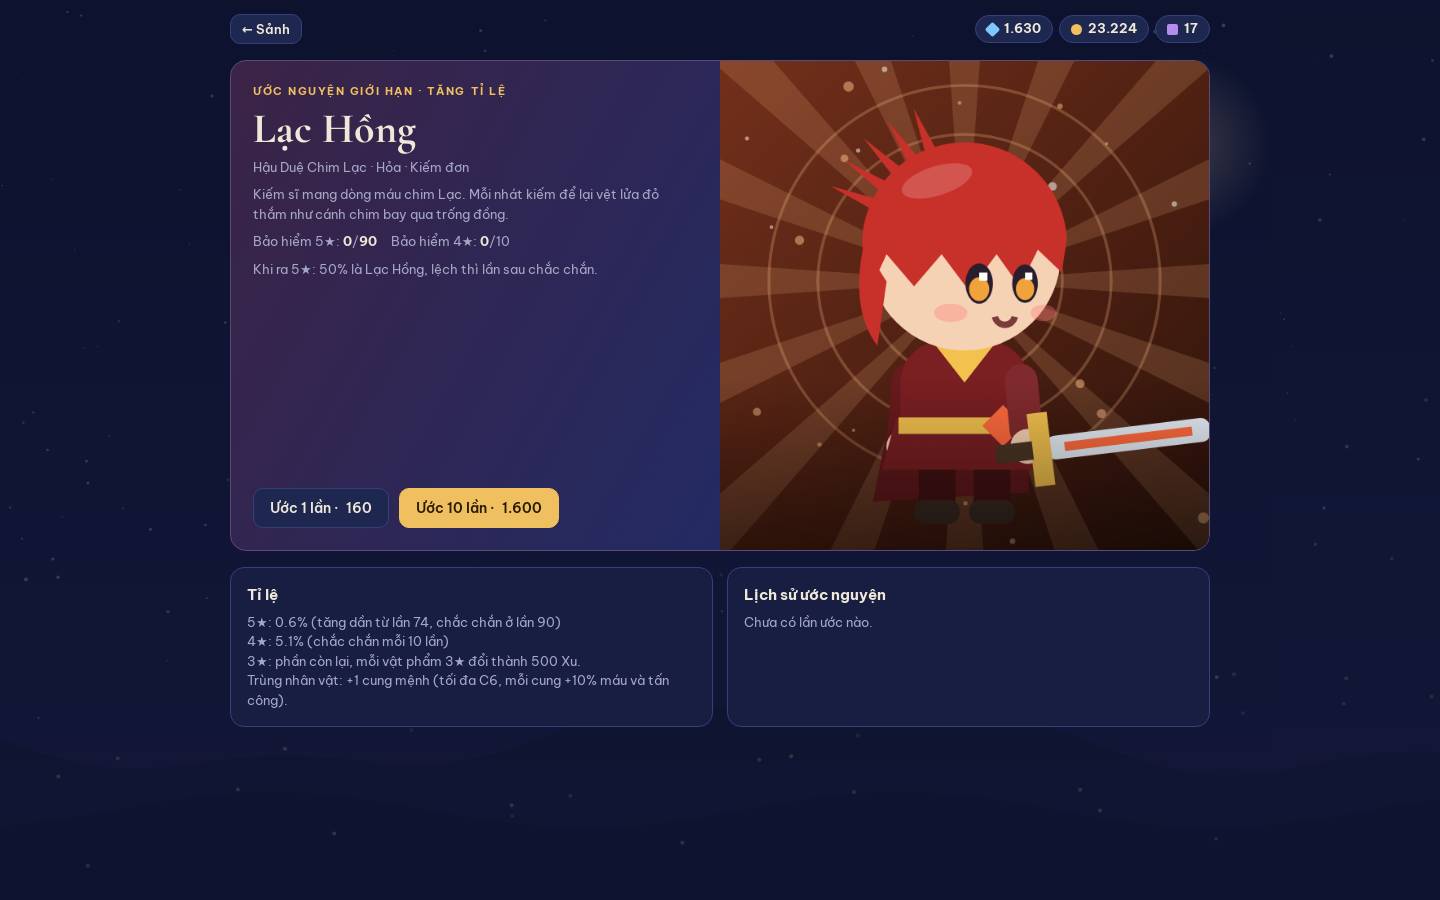 ← Sảnh
1.630
23.224
17
ƯỚC NGUYỆN GIỚI HẠN · TĂNG TỈ LỆ
Lạc Hồng
Hậu Duệ Chim Lạc · Hỏa · Kiếm đơn
Kiếm sĩ mang dòng máu chim Lạc. Mỗi nhát kiếm để lại vệt lửa đỏ
thắm như cánh chim bay qua trống đồng.
Bảo hiểm 5★: 0/90 Bảo hiểm 4★: 0/10
Khi ra 5★: 50% là Lạc Hồng, lệch thì lần sau chắc chắn.
Ước 1 lần · 160
Ước 10 lần · 1.600
Tỉ lệ
5★: 0.6% (tăng dần từ lần 74, chắc chắn ở lần 90)
4★: 5.1% (chắc chắn mỗi 10 lần)
3★: phần còn lại, mỗi vật phẩm 3★ đổi thành 500 Xu.
Trùng nhân vật: +1 cung mệnh (tối đa C6, mỗi cung +10% máu và tấn
công).
Lịch sử ước nguyện
Chưa có lần ước nào.